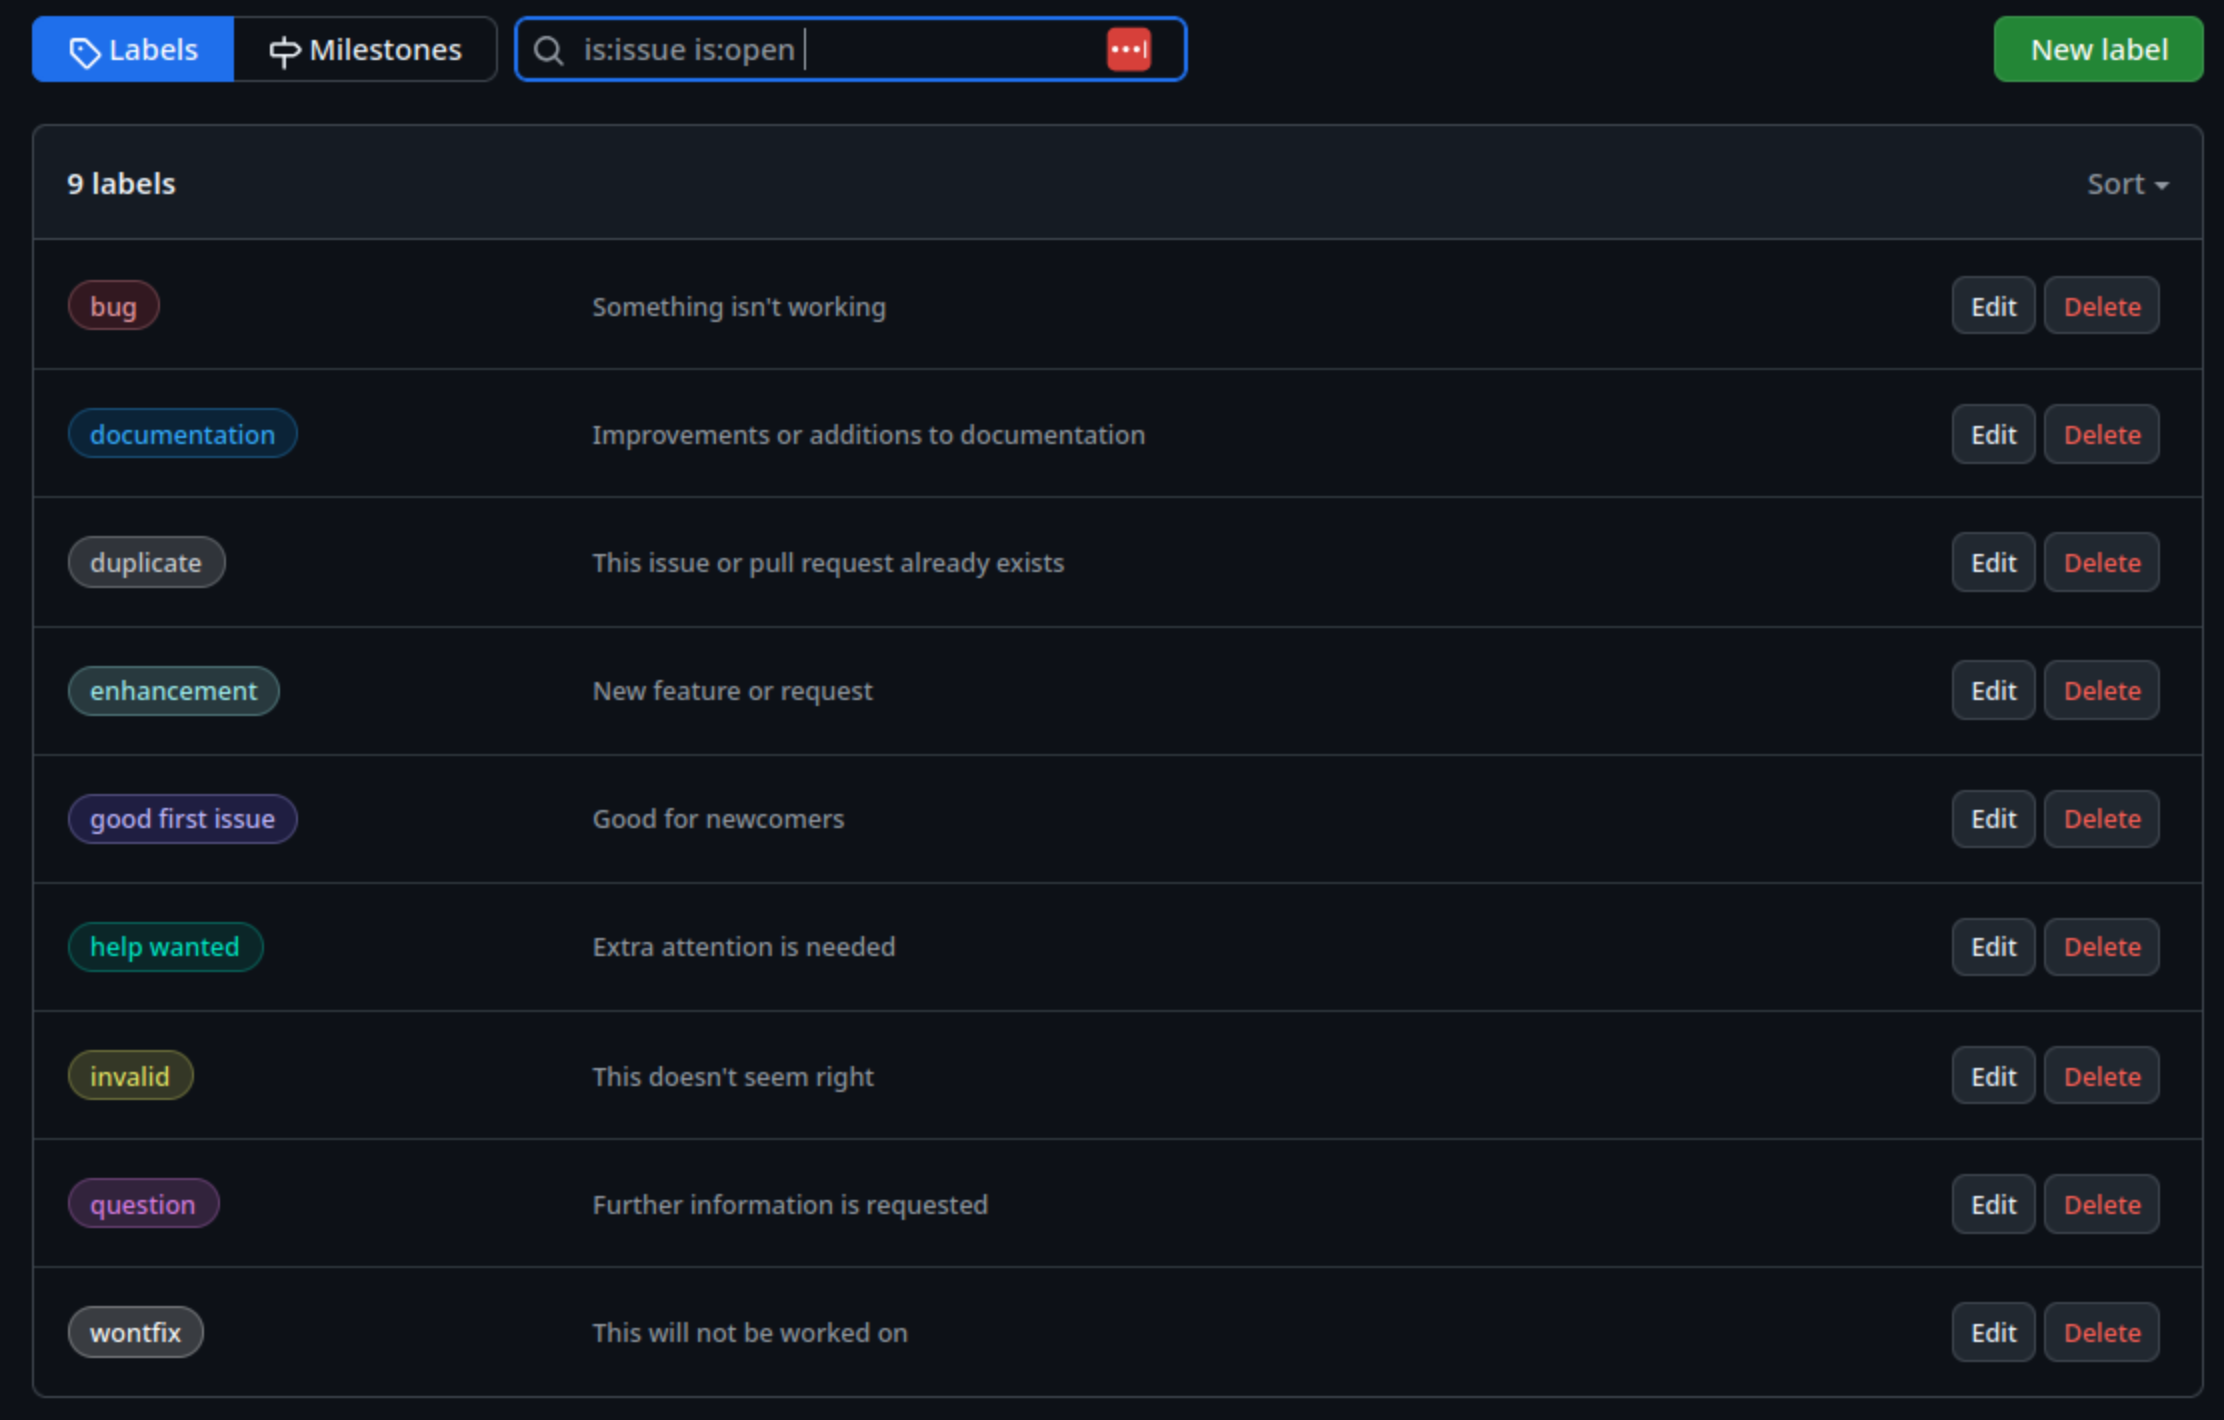 Labels Milestones is:issue is:open New label
9 labels Sort
bug Something isn't working Edit Delete
documentation Improvements or additions to documentation Edit Delete
duplicate This issue or pull request already exists Edit Delete
enhancement New feature or request Edit Delete
good first issue Good for newcomers Edit Delete
help wanted Extra attention is needed Edit Delete
invalid This doesn't seem right Edit Delete
question Further information is requested Edit Delete
wontfix This will not be worked on Edit Delete